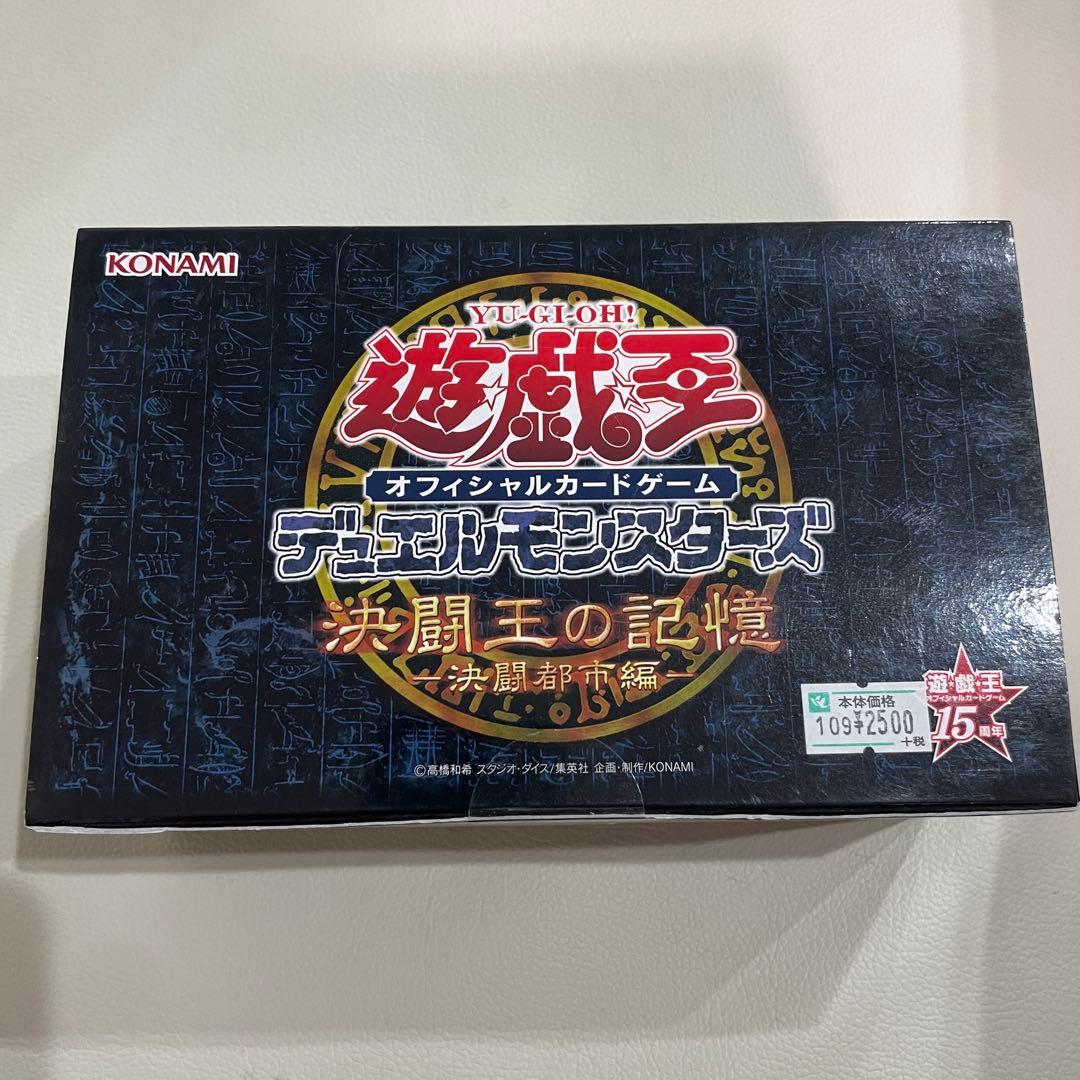 KONAMI
YU-GI-OH!
遊☆戯☆王
オフィシャルカードゲーム
デュエルモンスターズ
決闘王の記憶
－決闘都市編－
遊☆戯☆王
オフィシャルカードゲーム
15周年
本体価格
109 ¥2500
+税
©高橋和希 スタジオ・ダイス/集英社 企画・制作/KONAMI